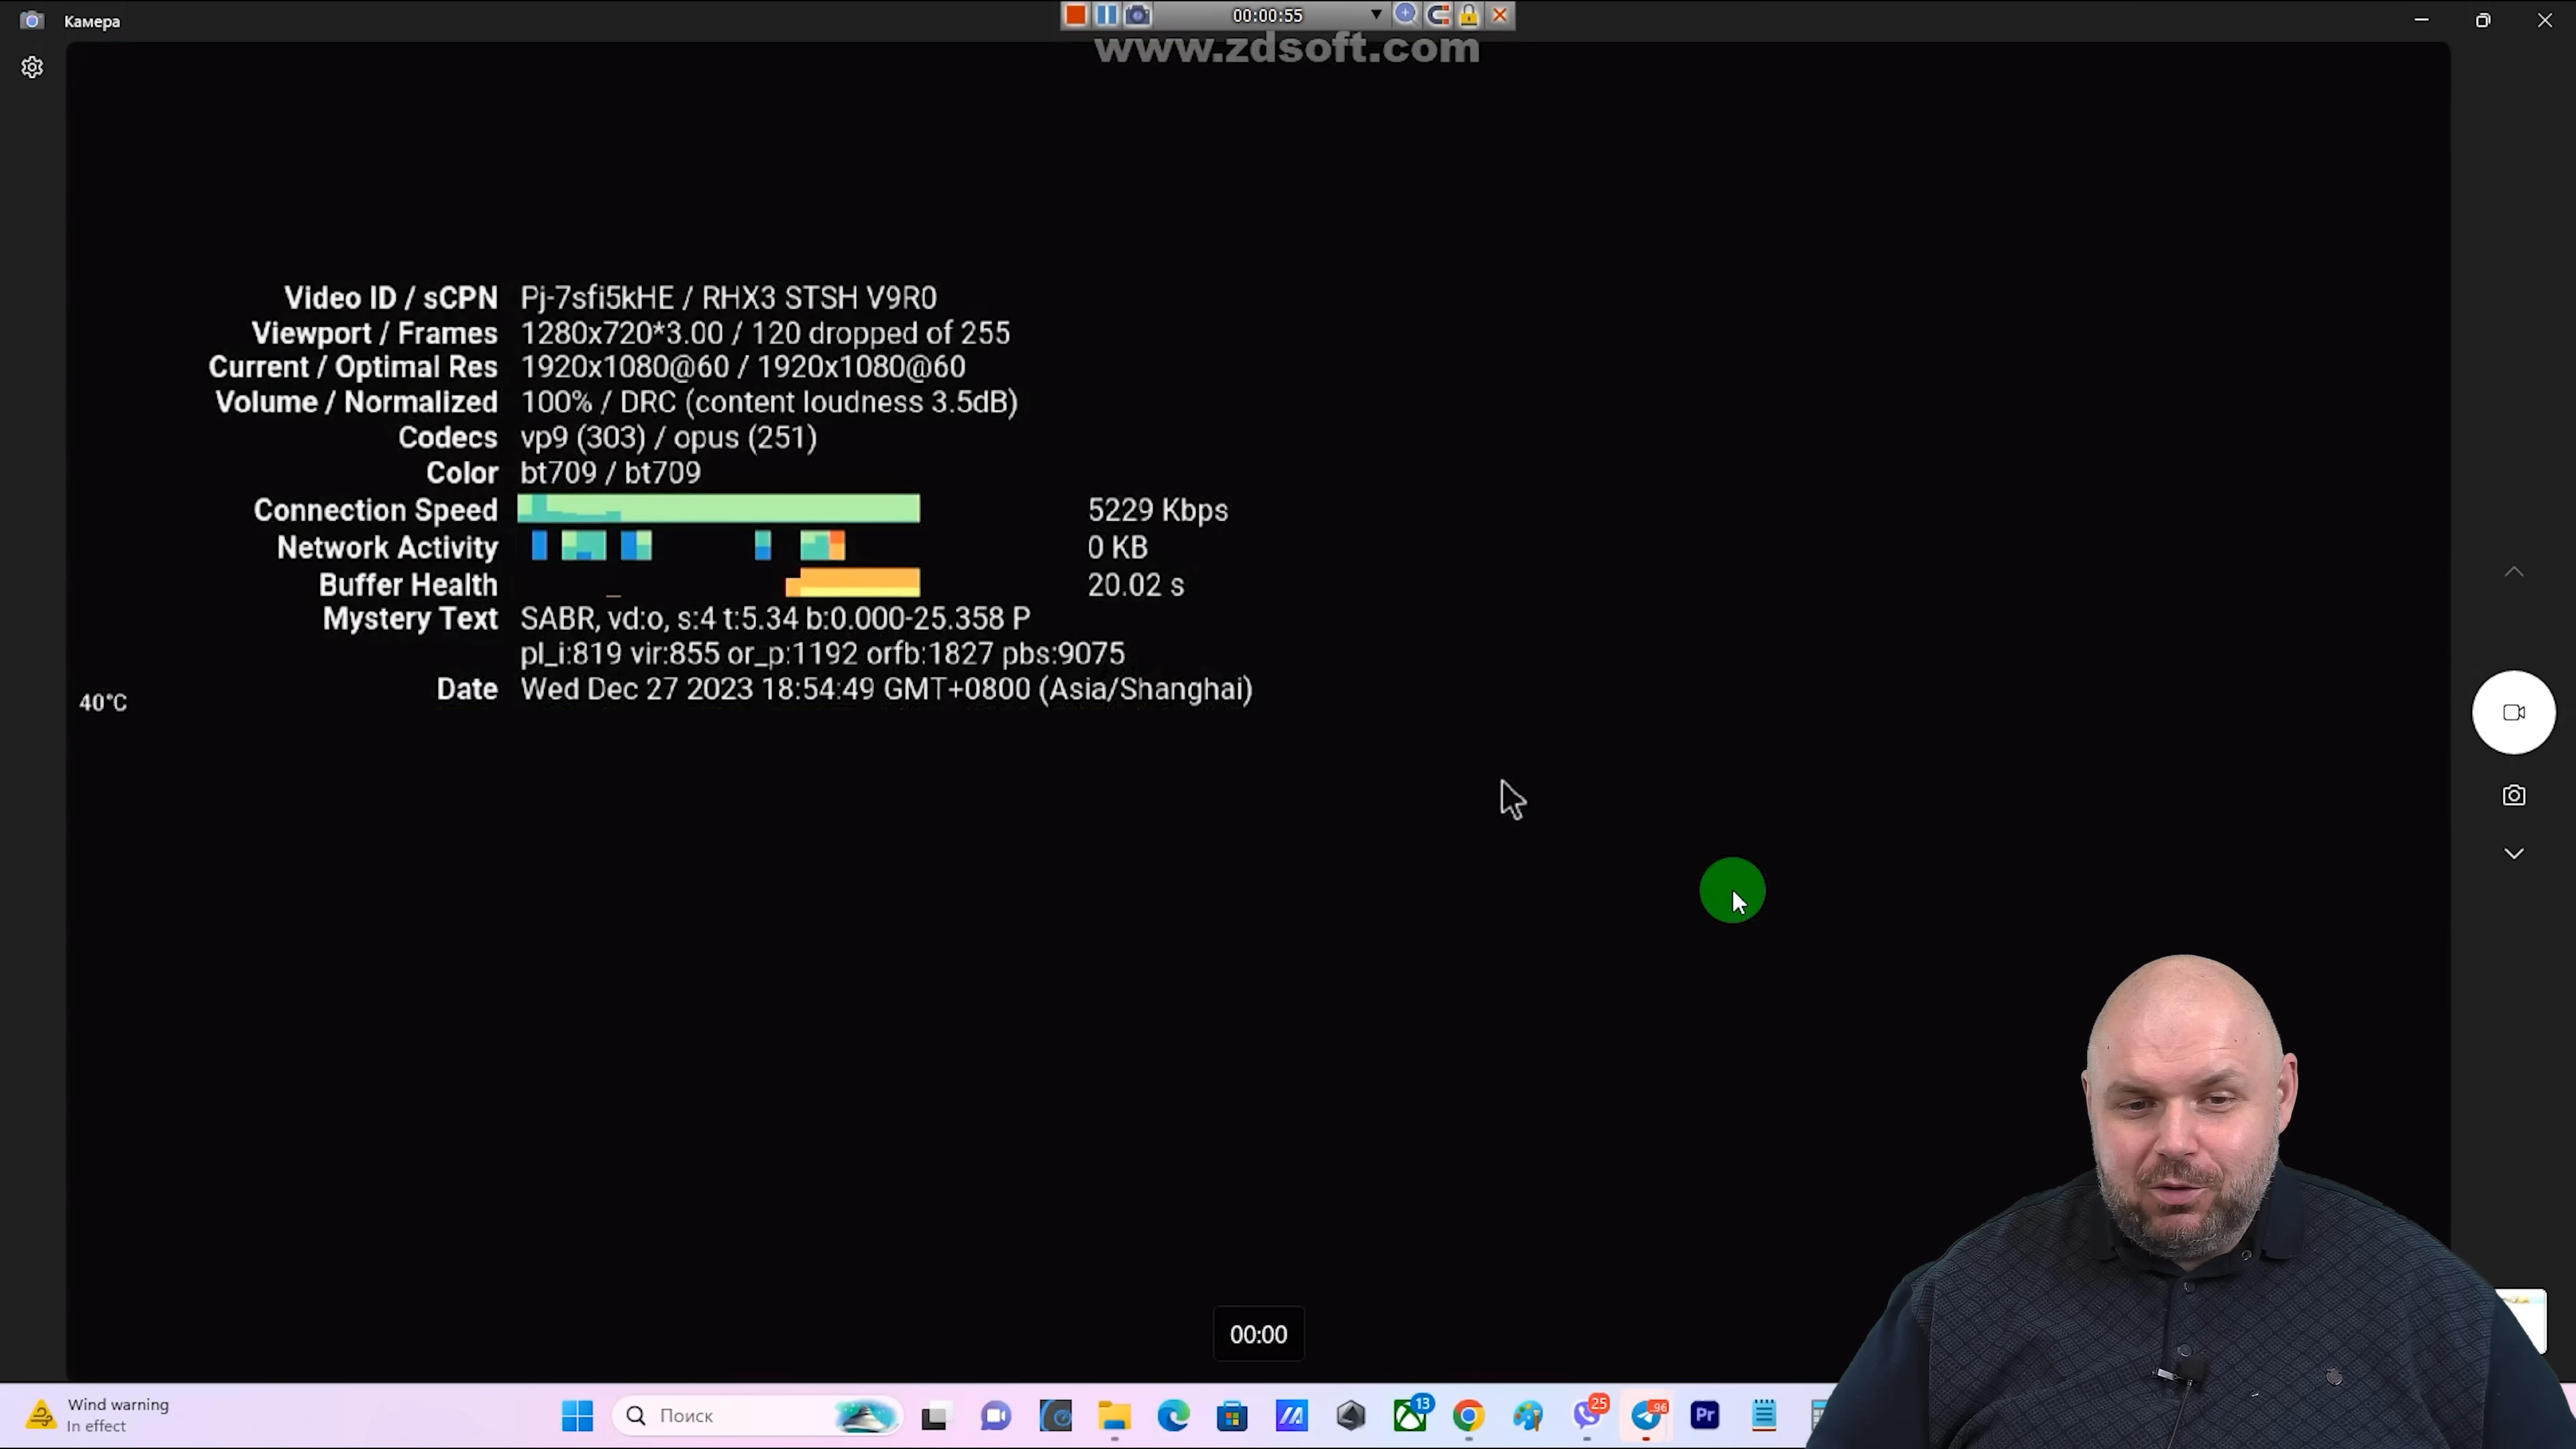 Камера
00:00:55
www.zdsoft.com
Video ID / sCPN Pj-7sfi5kHE / RHX3 STSH V9R0
Viewport / Frames 1280x720*3.00 / 120 dropped of 255
Current / Optimal Res 1920x1080@60 / 1920x1080@60
Volume / Normalized 100% / DRC (content loudness 3.5dB)
Codecs vp9 (303) / opus (251)
Color bt709 / bt709
Connection Speed 5229 Kbps
Network Activity 0 KB
Buffer Health 20.02 s
Mystery Text SABR, vd:o, s:4 t:5.34 b:0.000-25.358 P
pl_i:819 vir:855 or_p:1192 orfb:1827 pbs:9075
Date Wed Dec 27 2023 18:54:49 GMT+0800 (Asia/Shanghai)
40°C
00:00
Wind warning
In effect
Поиск
13
25
96
Pr